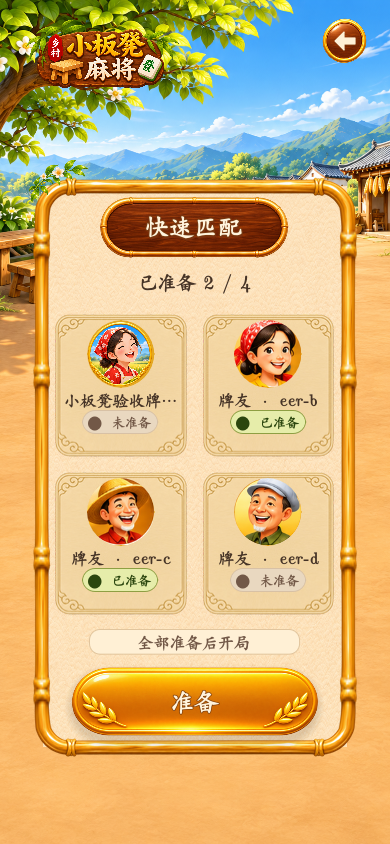 乡村
小板凳
麻将
快速匹配
已准备 2 / 4
小板凳验收牌…
未准备
牌友 · eer-b
已准备
牌友 · eer-c
已准备
牌友 · eer-d
未准备
全部准备后开局
准备